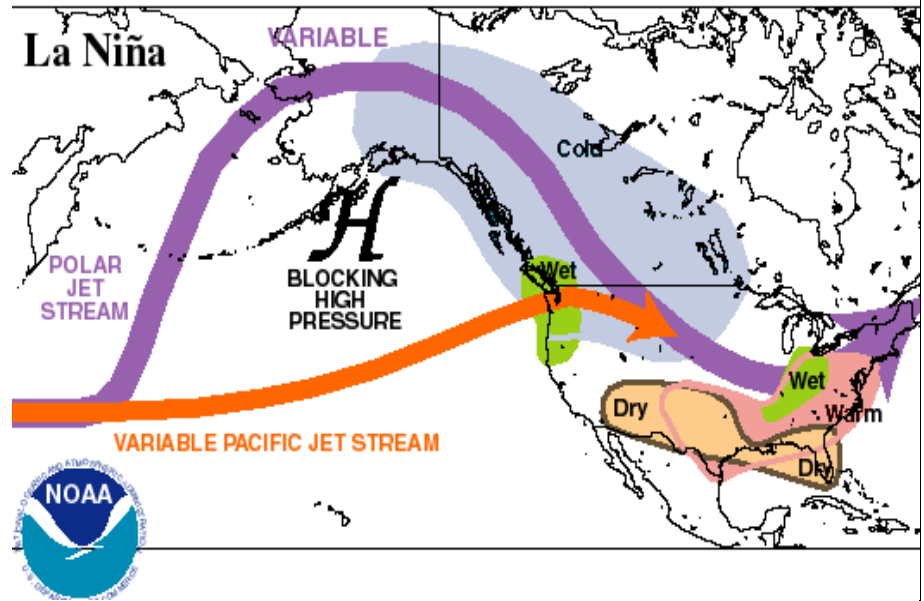 La Niña
VARIABLE
Cold
POLAR
JET
STREAM
BLOCKING
HIGH
PRESSURE
H
Wet
Wet
Dry
Warm
Dry
VARIABLE PACIFIC JET STREAM
NOAA